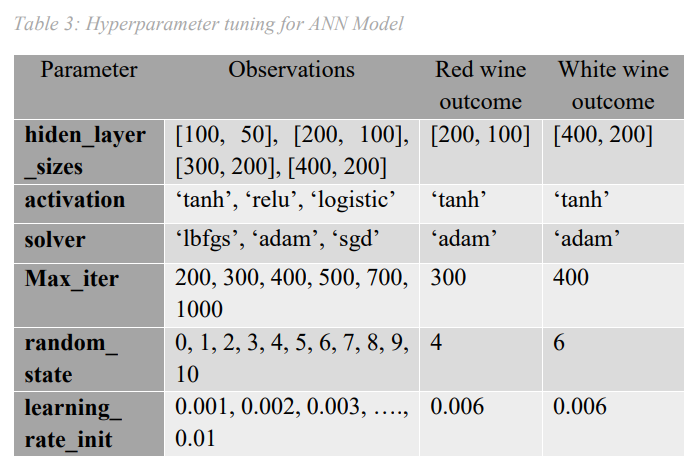 Table 3: Hyperparameter tuning for ANN Model
Parameter Observations Red wine White wine
outcome outcome
hiden_layer [100, 50], [200, 100], [200, 100] [400, 200]
_sizes [300, 200], [400, 200]
activation ‘tanh’, ‘relu’, ‘logistic’ ‘tanh’ ‘tanh’
solver ‘lbfgs’, ‘adam’, ‘sgd’ ‘adam’ ‘adam’
Max_iter 200, 300, 400, 500, 700, 300 400
1000
random_ 0, 1, 2, 3, 4, 5, 6, 7, 8, 9, 4 6
state 10
learning_ 0.001, 0.002, 0.003, …., 0.006 0.006
rate_init 0.01